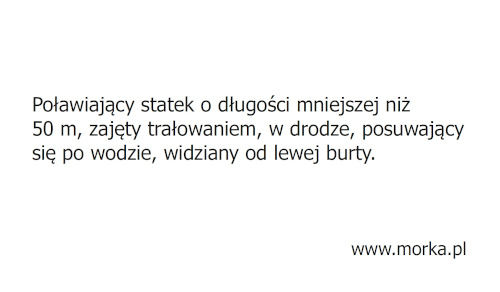 Poławiający statek o długości mniejszej niż
50 m, zajęty trałowaniem, w drodze, posuwający
się po wodzie, widziany od lewej burty.
www.morka.pl